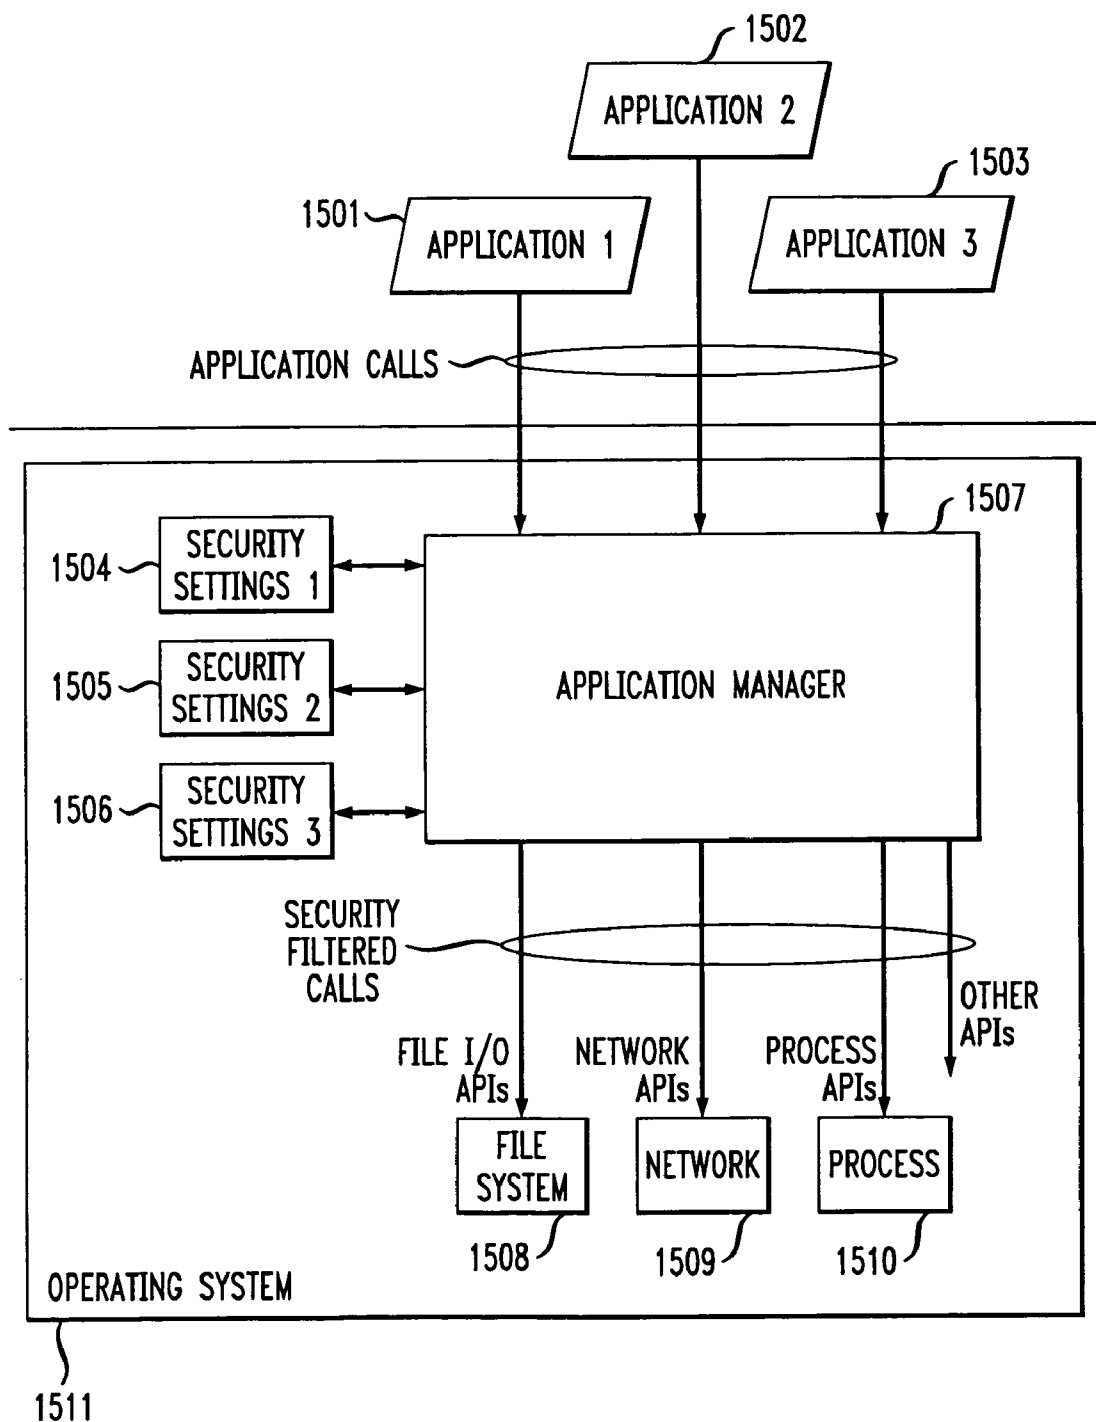 1502
APPLICATION 2
1503
1501
APPLICATION 1
APPLICATION 3
APPLICATION CALLS
1507
1504
SECURITY
SETTINGS 1
1505
SECURITY
SETTINGS 2
APPLICATION MANAGER
1506
SECURITY
SETTINGS 3
SECURITY
FILTERED
CALLS
OTHER
APIs
FILE I/O
APIs
NETWORK
APIs
PROCESS
APIs
FILE
SYSTEM
NETWORK
PROCESS
1508
1509
1510
OPERATING SYSTEM
1511